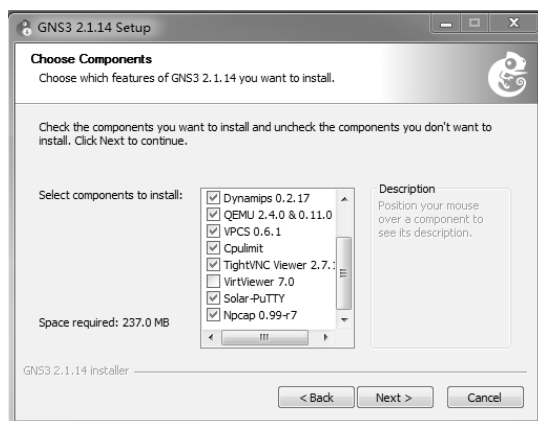 GNS3 2.1.14 Setup
Choose Components
Choose which features of GNS3 2.1.14 you want to install.
Check the components you want to install and uncheck the components you don't want to
install. Click Next to continue.
Select components to install:
Dynamips 0.2.17
QEMU 2.4.0 & 0.11.0
VPCS 0.6.1
Cpulimit
TightVNC Viewer 2.7.
VirtViewer 7.0
Solar-PuTTY
Npcap 0.99-r7
Description
Position your mouse
over a component to
see its description.
Space required: 237.0 MB
GNS3 2.1.14 installer
< Back
Next >
Cancel